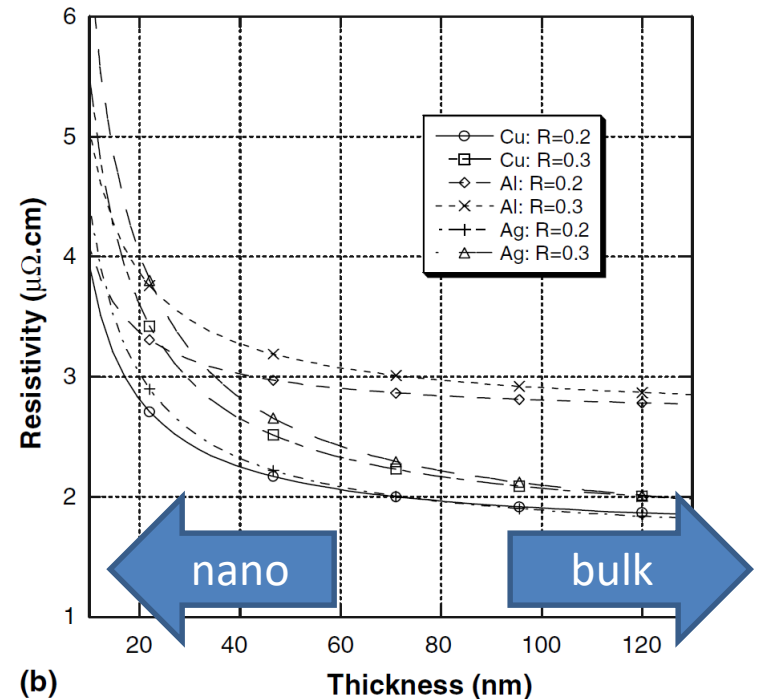 6
5
4
3
2
1
Resistivity (μΩ.cm)
Cu: R=0.2
Cu: R=0.3
Al: R=0.2
Al: R=0.3
Ag: R=0.2
Ag: R=0.3
nano
bulk
20 40 60 80 100 120
(b)
Thickness (nm)